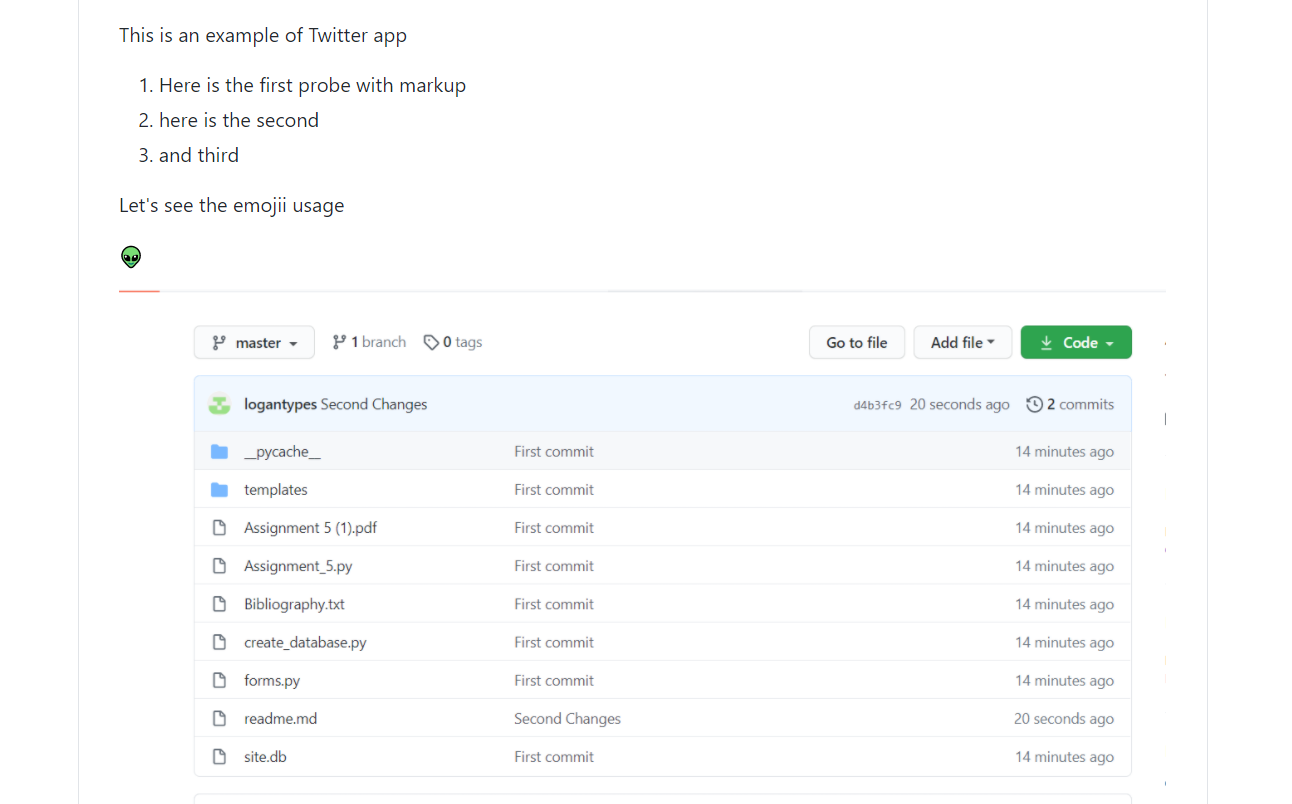 This is an example of Twitter app
1. Here is the first probe with markup
2. here is the second
3. and third
Let's see the emojii usage
master 1 branch 0 tags Go to file Add file Code
logantypes Second Changes d4b3fc9 20 seconds ago 2 commits
__pycache__ First commit 14 minutes ago
templates First commit 14 minutes ago
Assignment 5 (1).pdf First commit 14 minutes ago
Assignment_5.py First commit 14 minutes ago
Bibliography.txt First commit 14 minutes ago
create_database.py First commit 14 minutes ago
forms.py First commit 14 minutes ago
readme.md Second Changes 20 seconds ago
site.db First commit 14 minutes ago